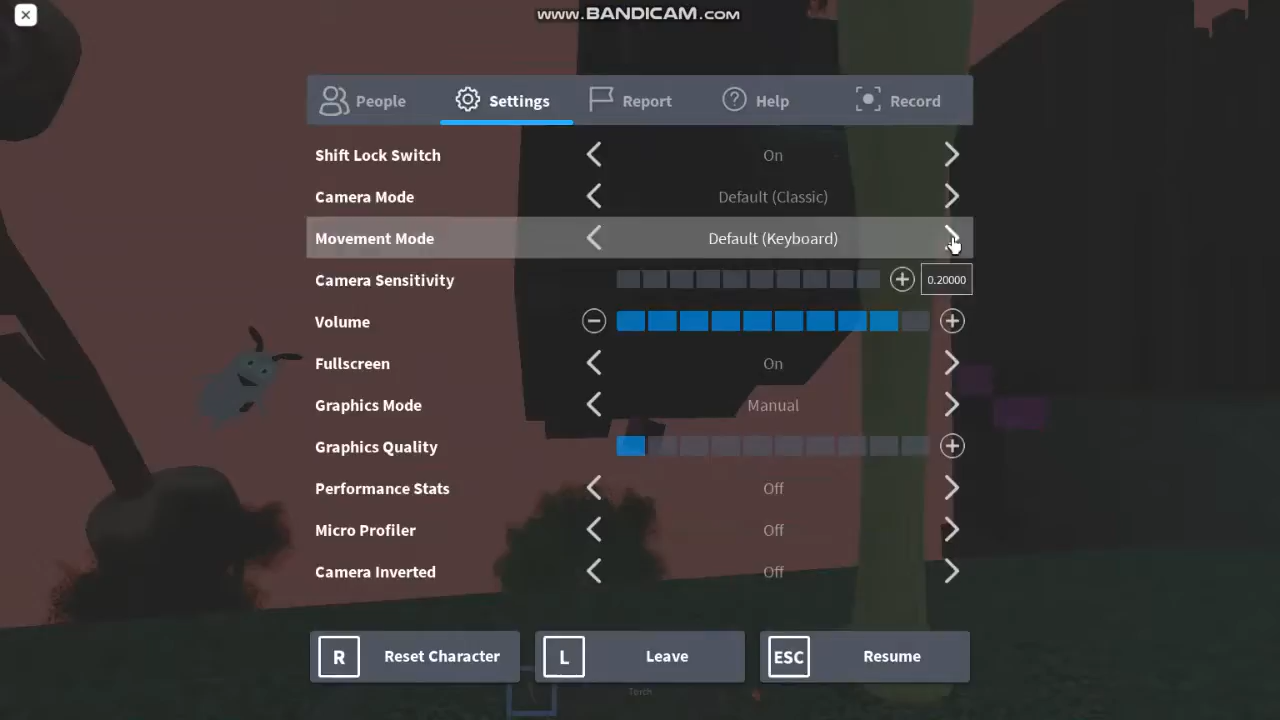 www.BANDICAM.com
People Settings Report Help Record
Shift Lock Switch On
Camera Mode Default (Classic)
Movement Mode Default (Keyboard)
Camera Sensitivity 0.20000
Volume
Fullscreen On
Graphics Mode Manual
Graphics Quality
Performance Stats Off
Micro Profiler Off
Camera Inverted Off
R Reset Character L Leave ESC Resume
Torch